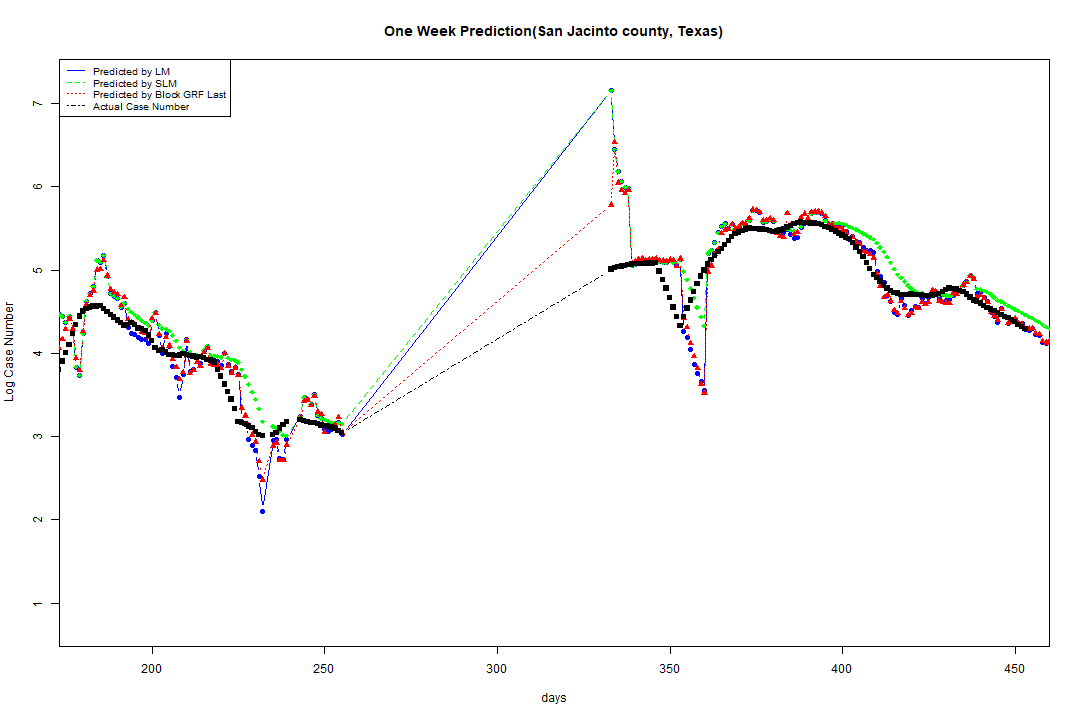 One Week Prediction(San Jacinto county, Texas)
Predicted by LM
Predicted by SLM
Predicted by Block GRF Last
Actual Case Number
7
6
5
4
3
2
1
Log Case Number
200 250 300 350 400 450
days